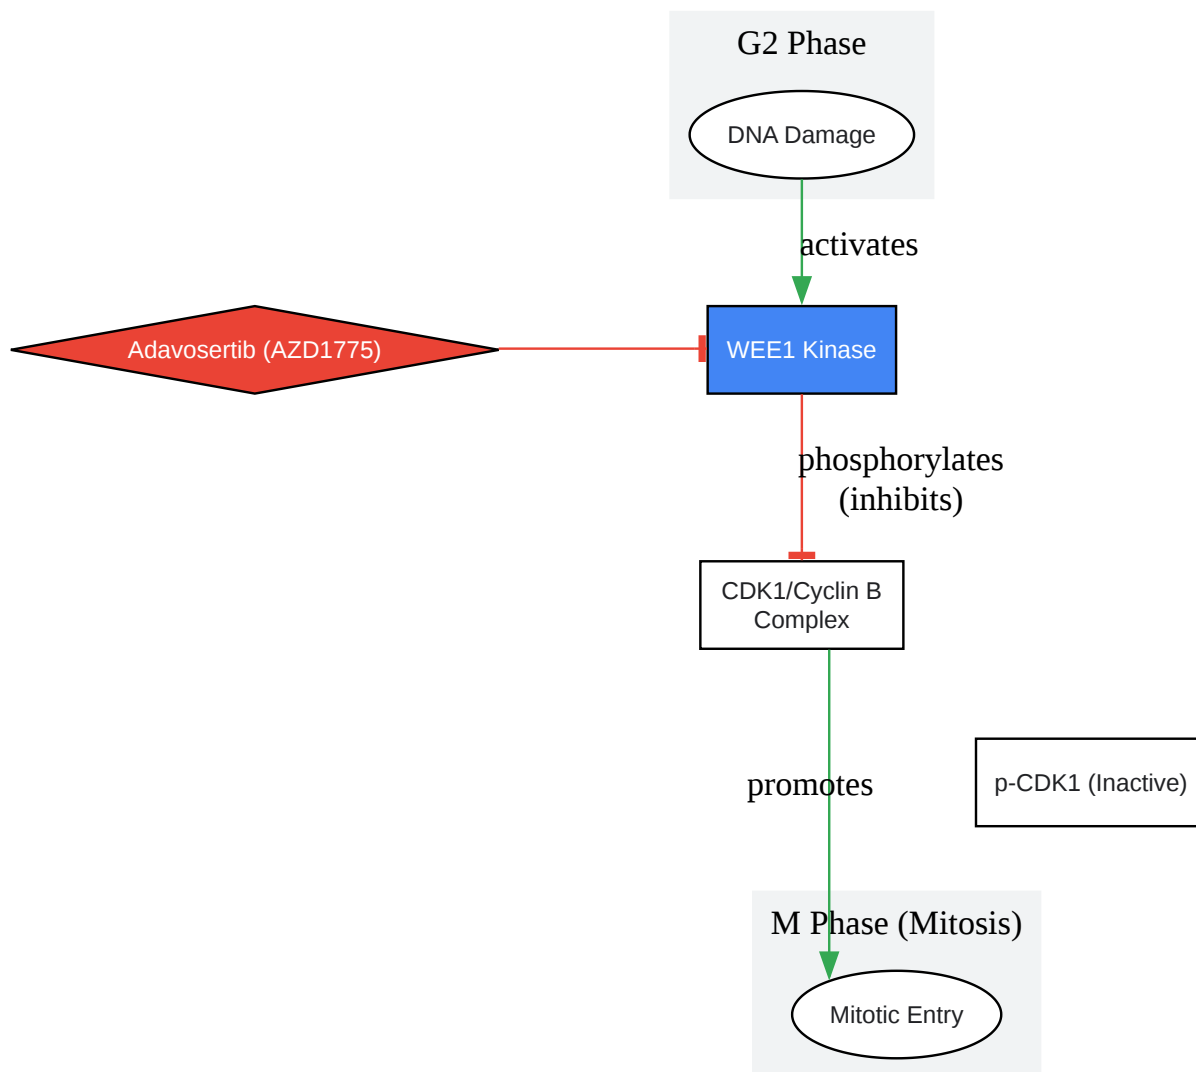 G2 Phase
DNA Damage
activates
Adavosertib (AZD1775)
WEE1 Kinase
phosphorylates
(inhibits)
CDK1/Cyclin B
Complex
promotes
p-CDK1 (Inactive)
M Phase (Mitosis)
Mitotic Entry